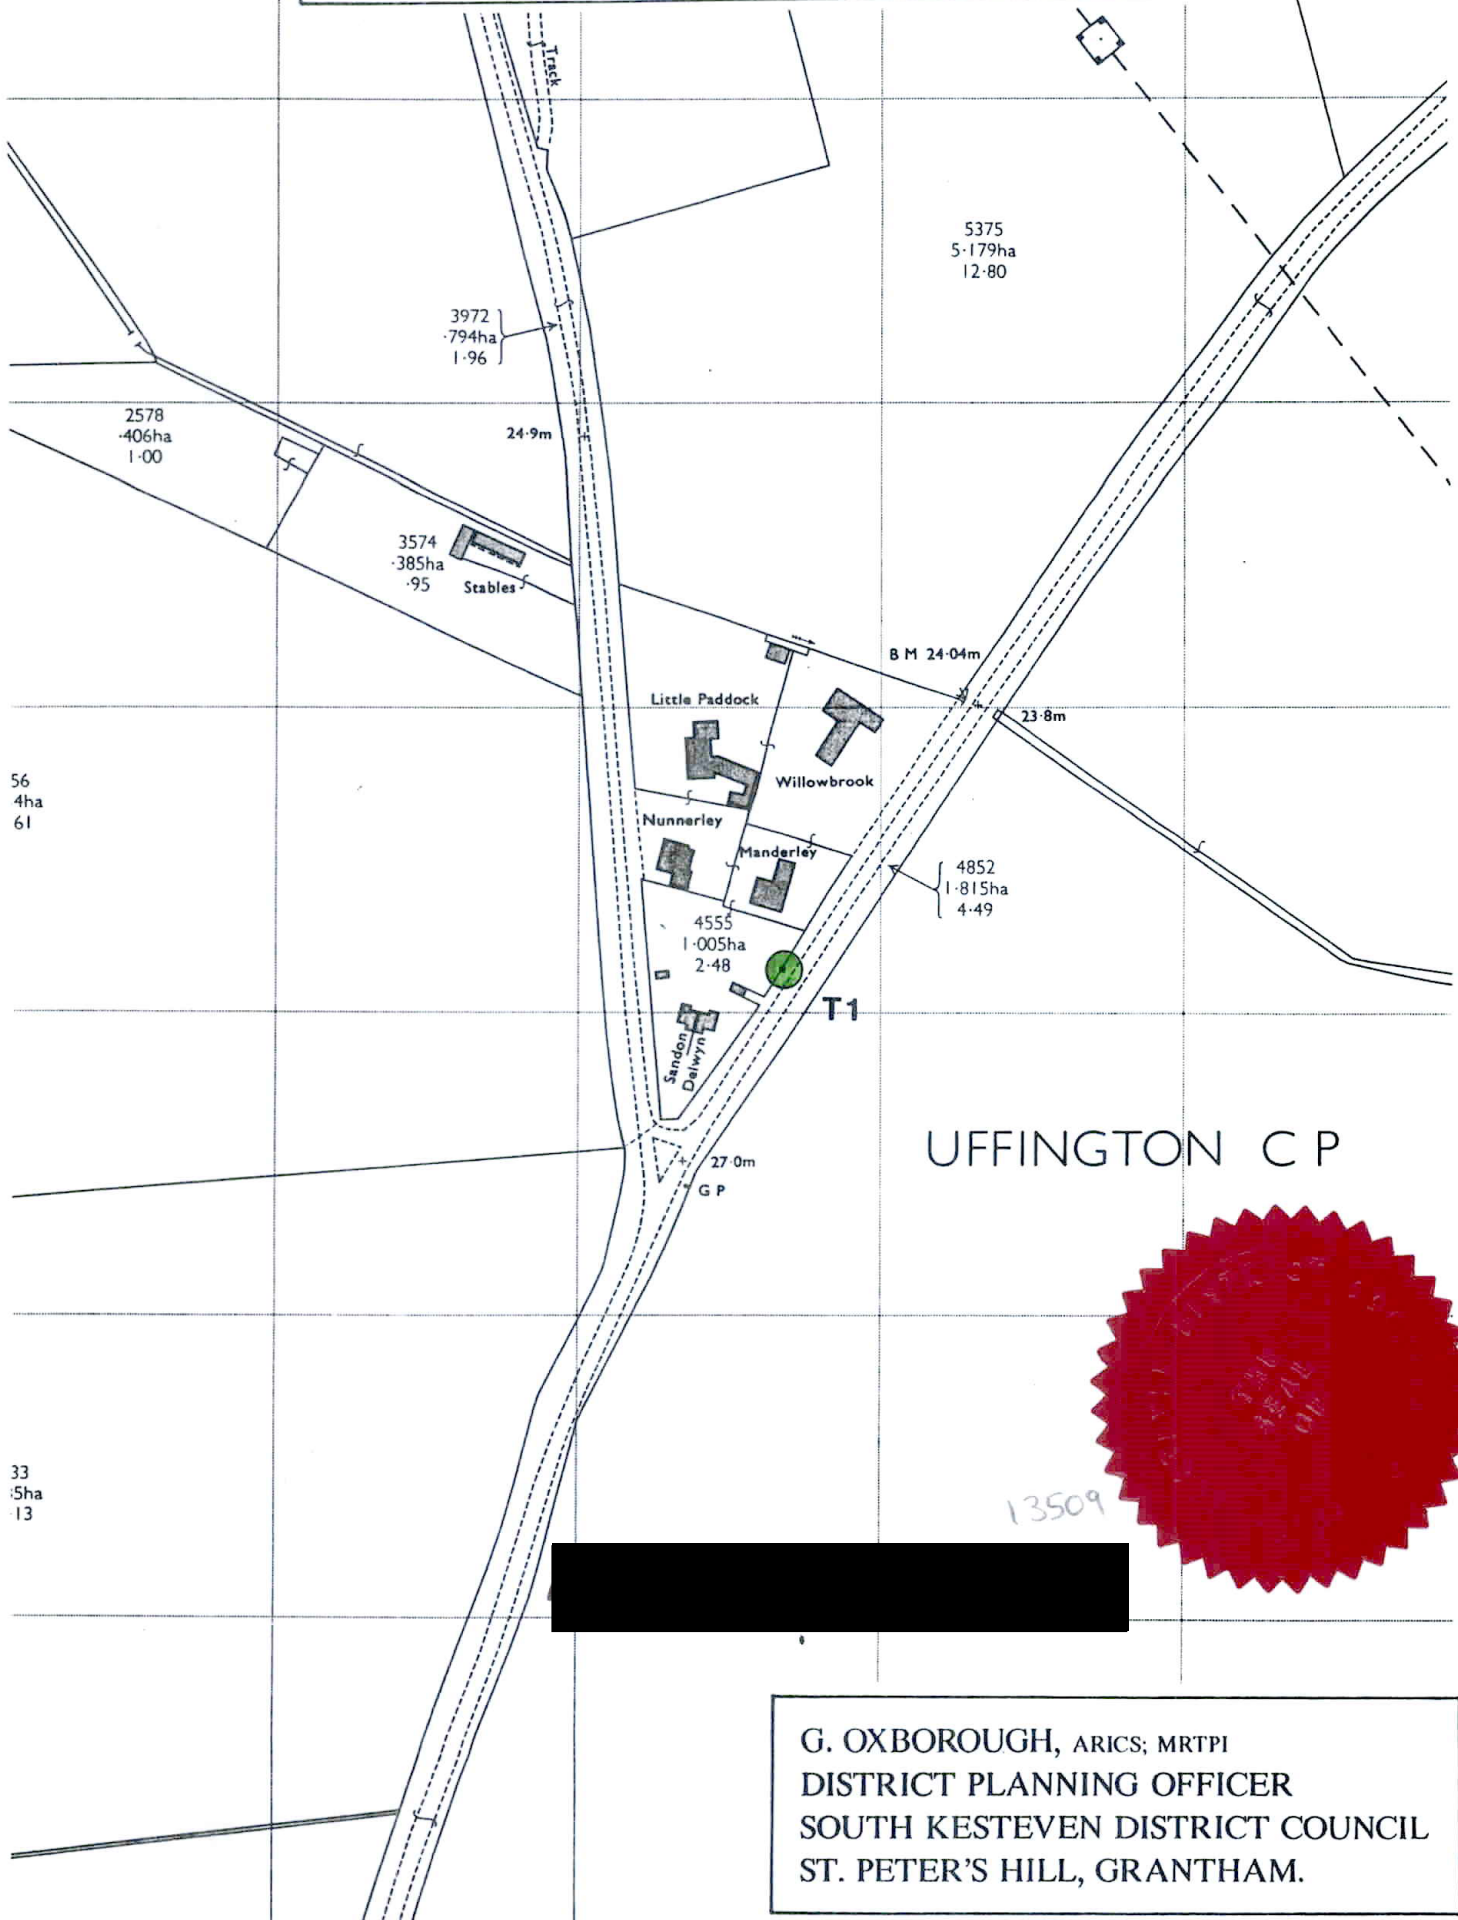 Track
5375
5·179ha
12·80
3972
·794ha
1·96
2578
·406ha
1·00
24·9m
3574
·385ha
·95
Stables
B M 24·04m
Little Paddock
23·8m
Willowbrook
56
4ha
61
Nunnerley
Manderley
4852
1·815ha
4·49
4555
1·005ha
2·48
T1
Sandon
Delwyn
UFFINGTON C P
27·0m
G P
33
5ha
·13
13509
G. OXBOROUGH, ARICS; MRTPI
DISTRICT PLANNING OFFICER
SOUTH KESTEVEN DISTRICT COUNCIL
ST. PETER'S HILL, GRANTHAM.